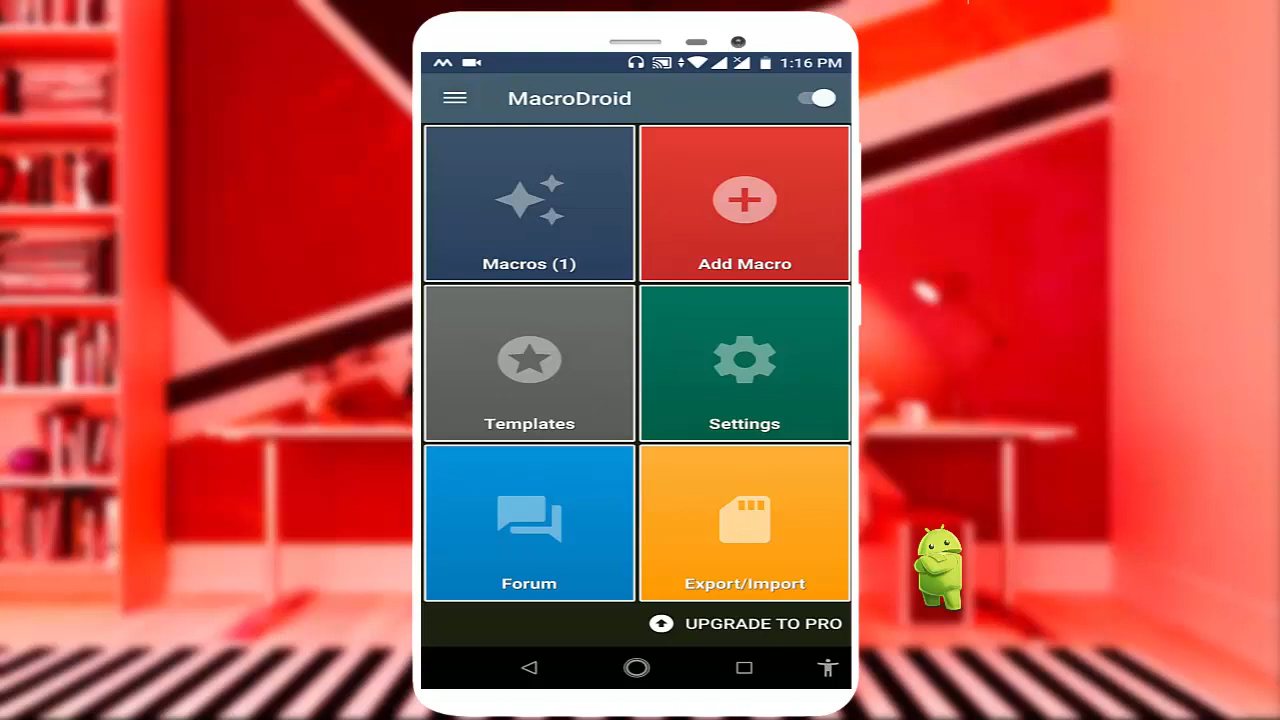 1:16 PM
MacroDroid
Macros (1)
Add Macro
Templates
Settings
Forum
Export/Import
UPGRADE TO PRO